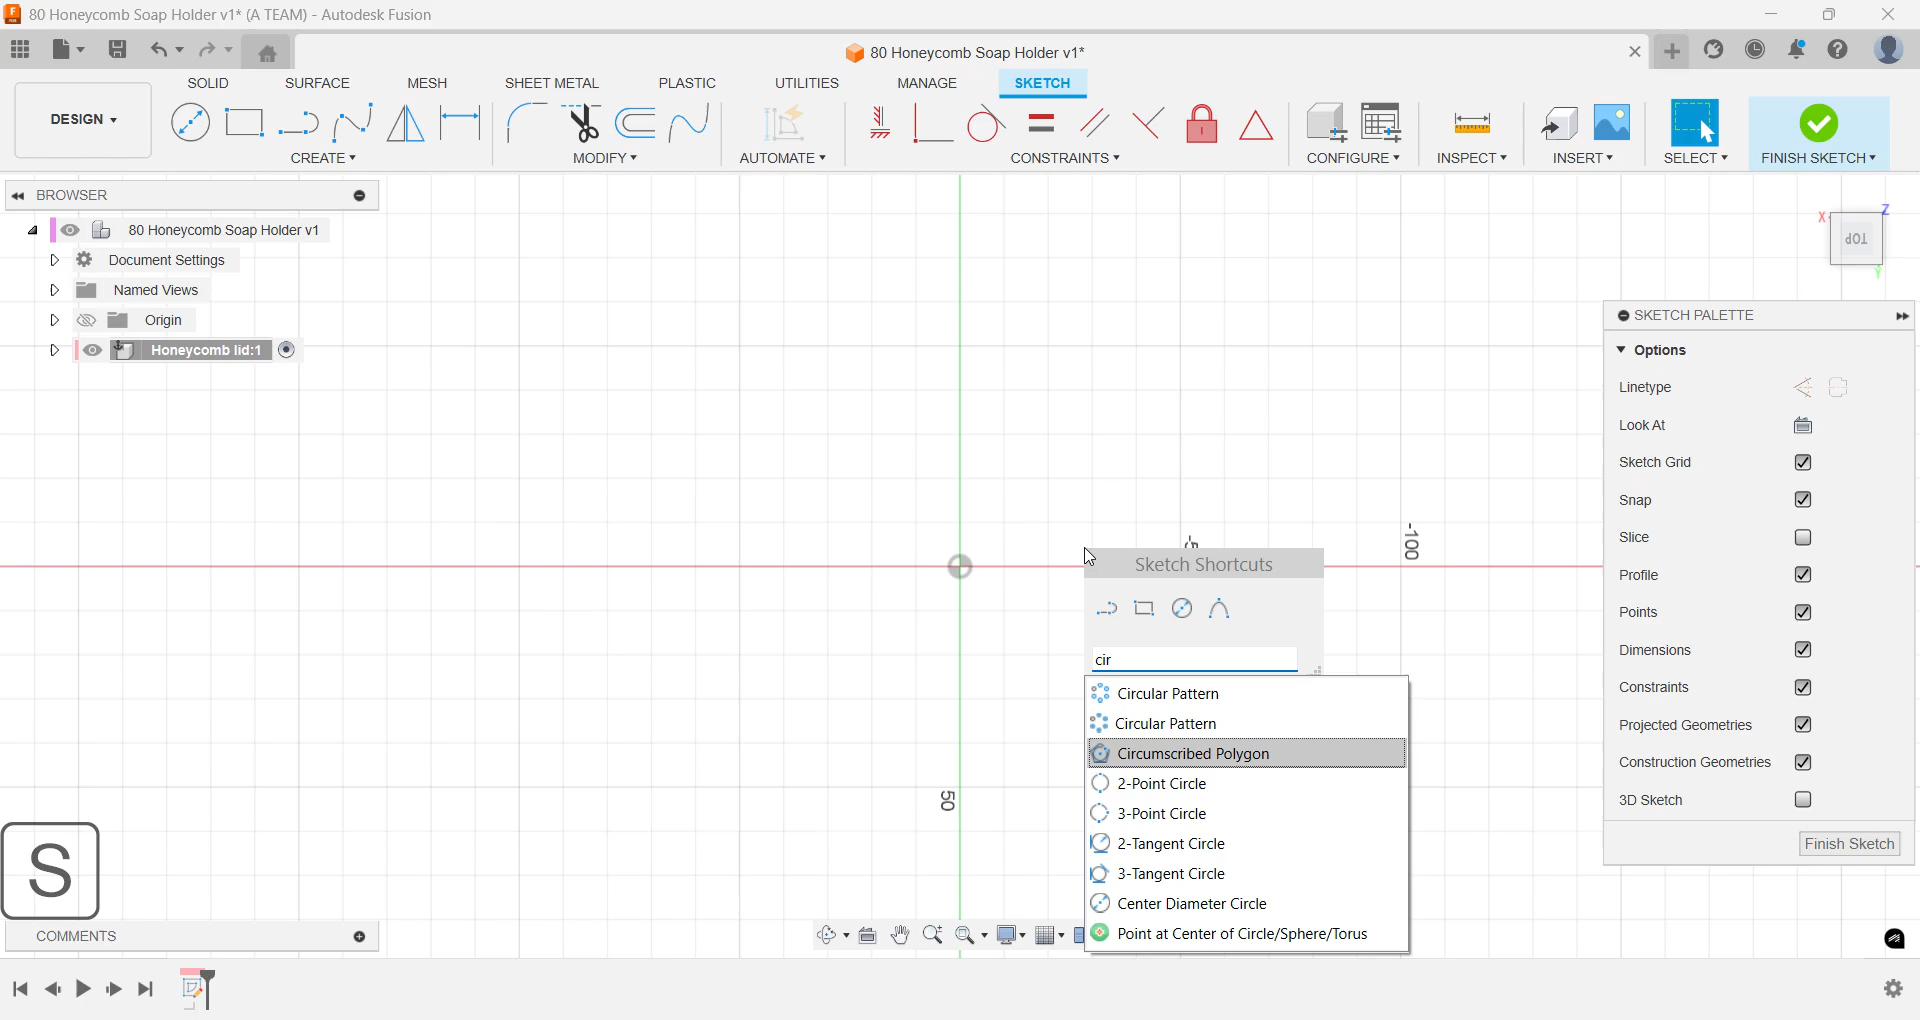 80 Honeycomb Soap Holder v1* (A TEAM) - Autodesk Fusion
80 Honeycomb Soap Holder v1*
SOLID SURFACE MESH SHEET METAL PLASTIC UTILITIES MANAGE SKETCH
DESIGN
CREATE MODIFY AUTOMATE CONSTRAINTS CONFIGURE INSPECT INSERT SELECT FINISH SKETCH
BROWSER
80 Honeycomb Soap Holder v1
Document Settings
Named Views
Origin
Honeycomb lid:1
X
Z
TOP
Y
SKETCH PALETTE
Options
Linetype
Look At
Sketch Grid
Snap
Slice
Profile
Points
Dimensions
Constraints
Projected Geometries
Construction Geometries
3D Sketch
Finish Sketch
-100
50
Sketch Shortcuts
cir
Circular Pattern
Circular Pattern
Circumscribed Polygon
2-Point Circle
3-Point Circle
2-Tangent Circle
3-Tangent Circle
Center Diameter Circle
Point at Center of Circle/Sphere/Torus
S
COMMENTS